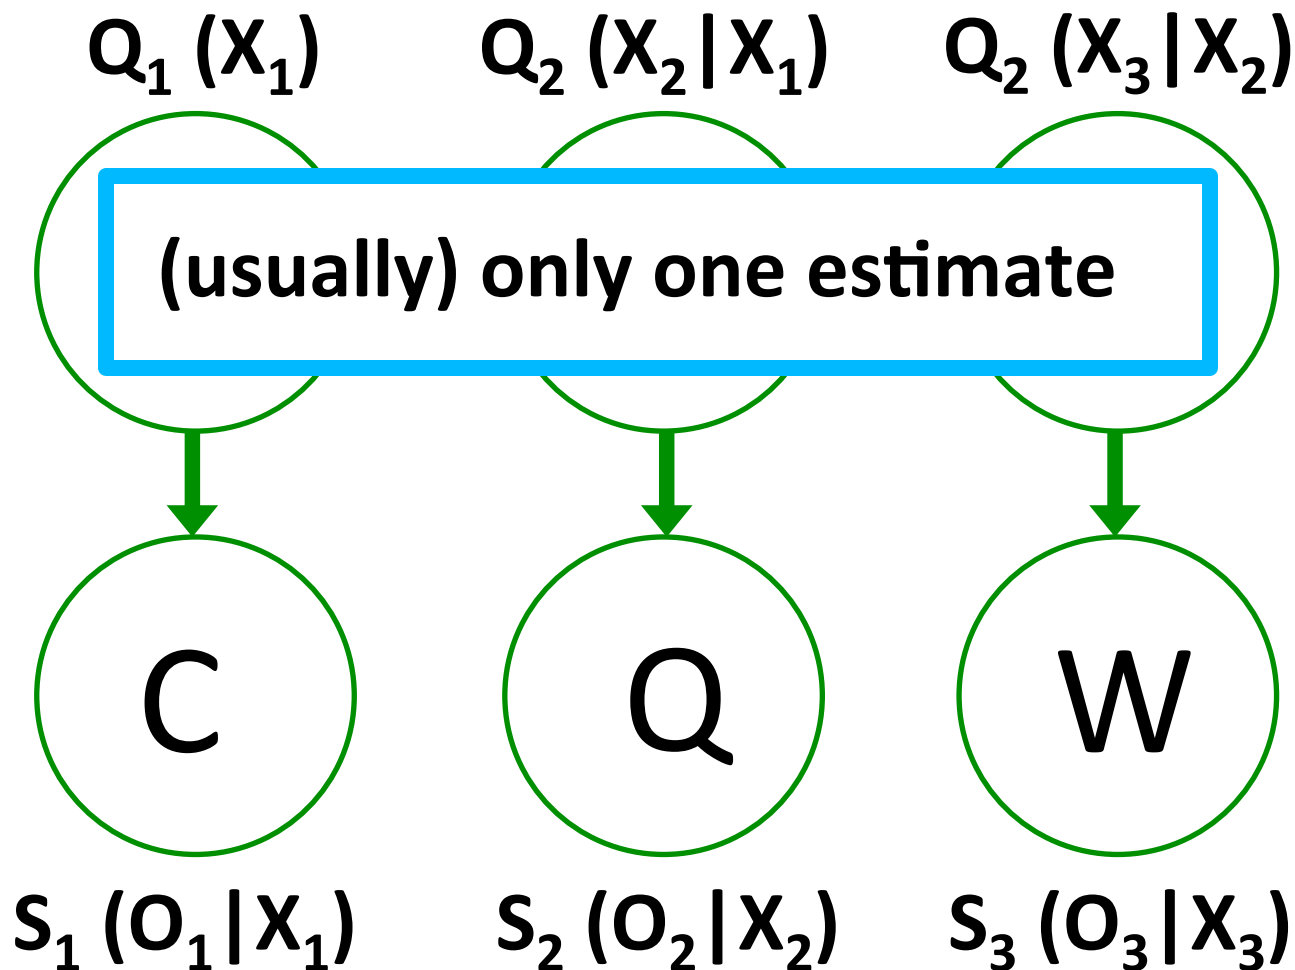 Q₁ (X₁) Q₂ (X₂|X₁) Q₂ (X₃|X₂)
(usually) only one estimate
C Q W
S₁ (O₁|X₁) S₂ (O₂|X₂) S₃ (O₃|X₃)